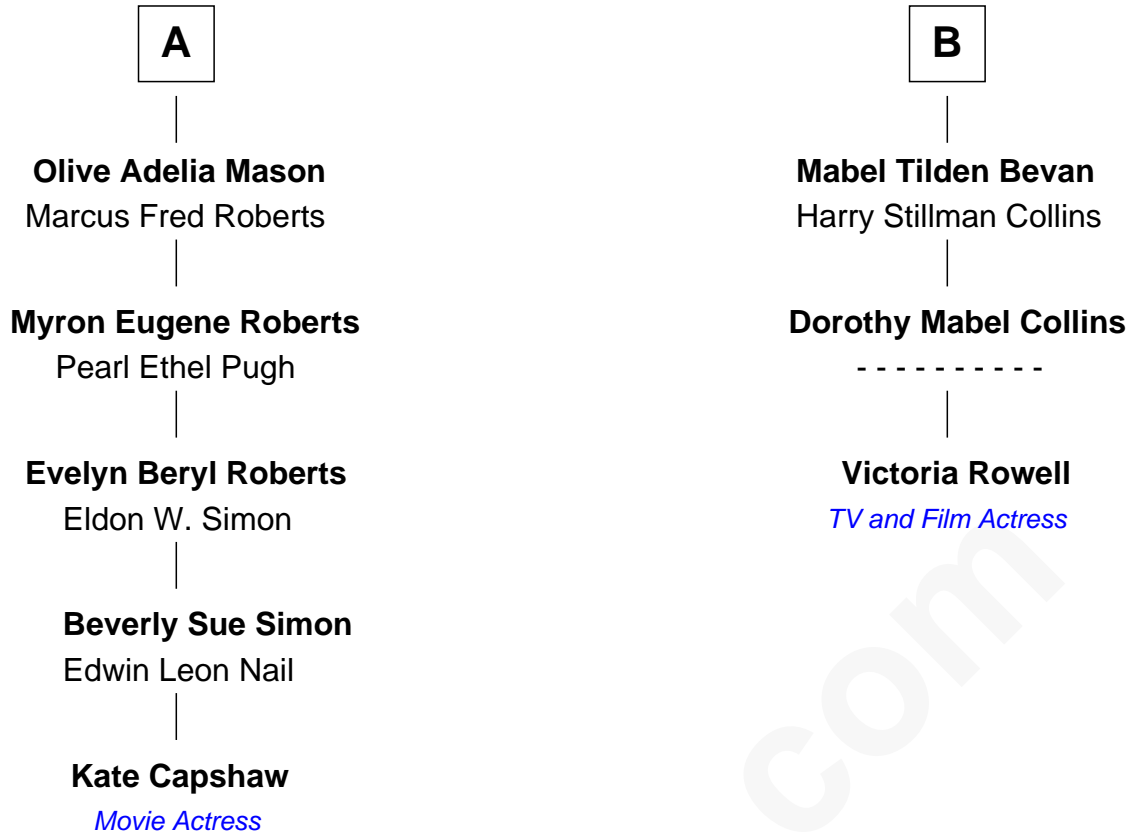 A
Olive Adelia Mason
Marcus Fred Roberts
Myron Eugene Roberts
Pearl Ethel Pugh
Evelyn Beryl Roberts
Eldon W. Simon
Beverly Sue Simon
Edwin Leon Nail
Kate Capshaw
Movie Actress
B
Mabel Tilden Bevan
Harry Stillman Collins
Dorothy Mabel Collins
- - - - - - - - - -
Victoria Rowell
TV and Film Actress
com